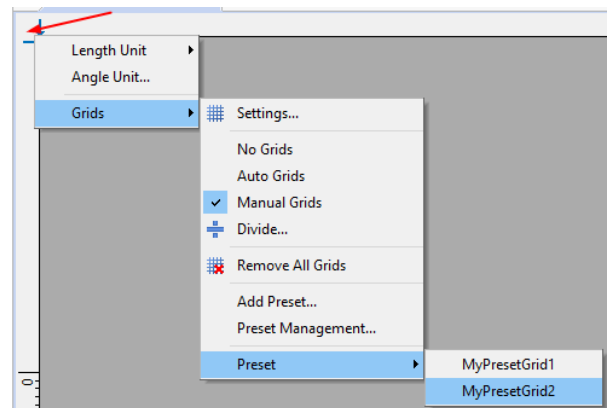 Length Unit
Angle Unit...
Grids
Settings...
No Grids
Auto Grids
Manual Grids
Divide...
Remove All Grids
Add Preset...
Preset Management...
Preset
MyPresetGrid1
MyPresetGrid2
0